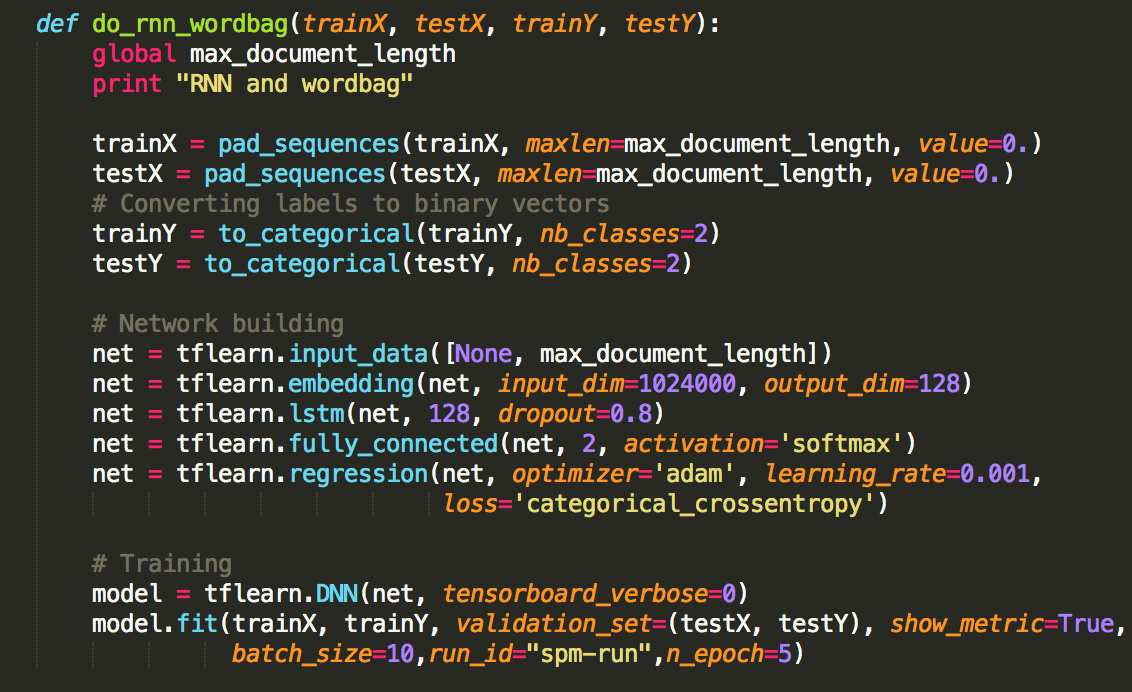 def do_rnn_wordbag(trainX, testX, trainY, testY):
    global max_document_length
    print "RNN and wordbag"

    trainX = pad_sequences(trainX, maxlen=max_document_length, value=0.)
    testX = pad_sequences(testX, maxlen=max_document_length, value=0.)
    # Converting labels to binary vectors
    trainY = to_categorical(trainY, nb_classes=2)
    testY = to_categorical(testY, nb_classes=2)

    # Network building
    net = tflearn.input_data([None, max_document_length])
    net = tflearn.embedding(net, input_dim=1024000, output_dim=128)
    net = tflearn.lstm(net, 128, dropout=0.8)
    net = tflearn.fully_connected(net, 2, activation='softmax')
    net = tflearn.regression(net, optimizer='adam', learning_rate=0.001,
                             loss='categorical_crossentropy')

    # Training
    model = tflearn.DNN(net, tensorboard_verbose=0)
    model.fit(trainX, trainY, validation_set=(testX, testY), show_metric=True,
              batch_size=10,run_id="spm-run",n_epoch=5)